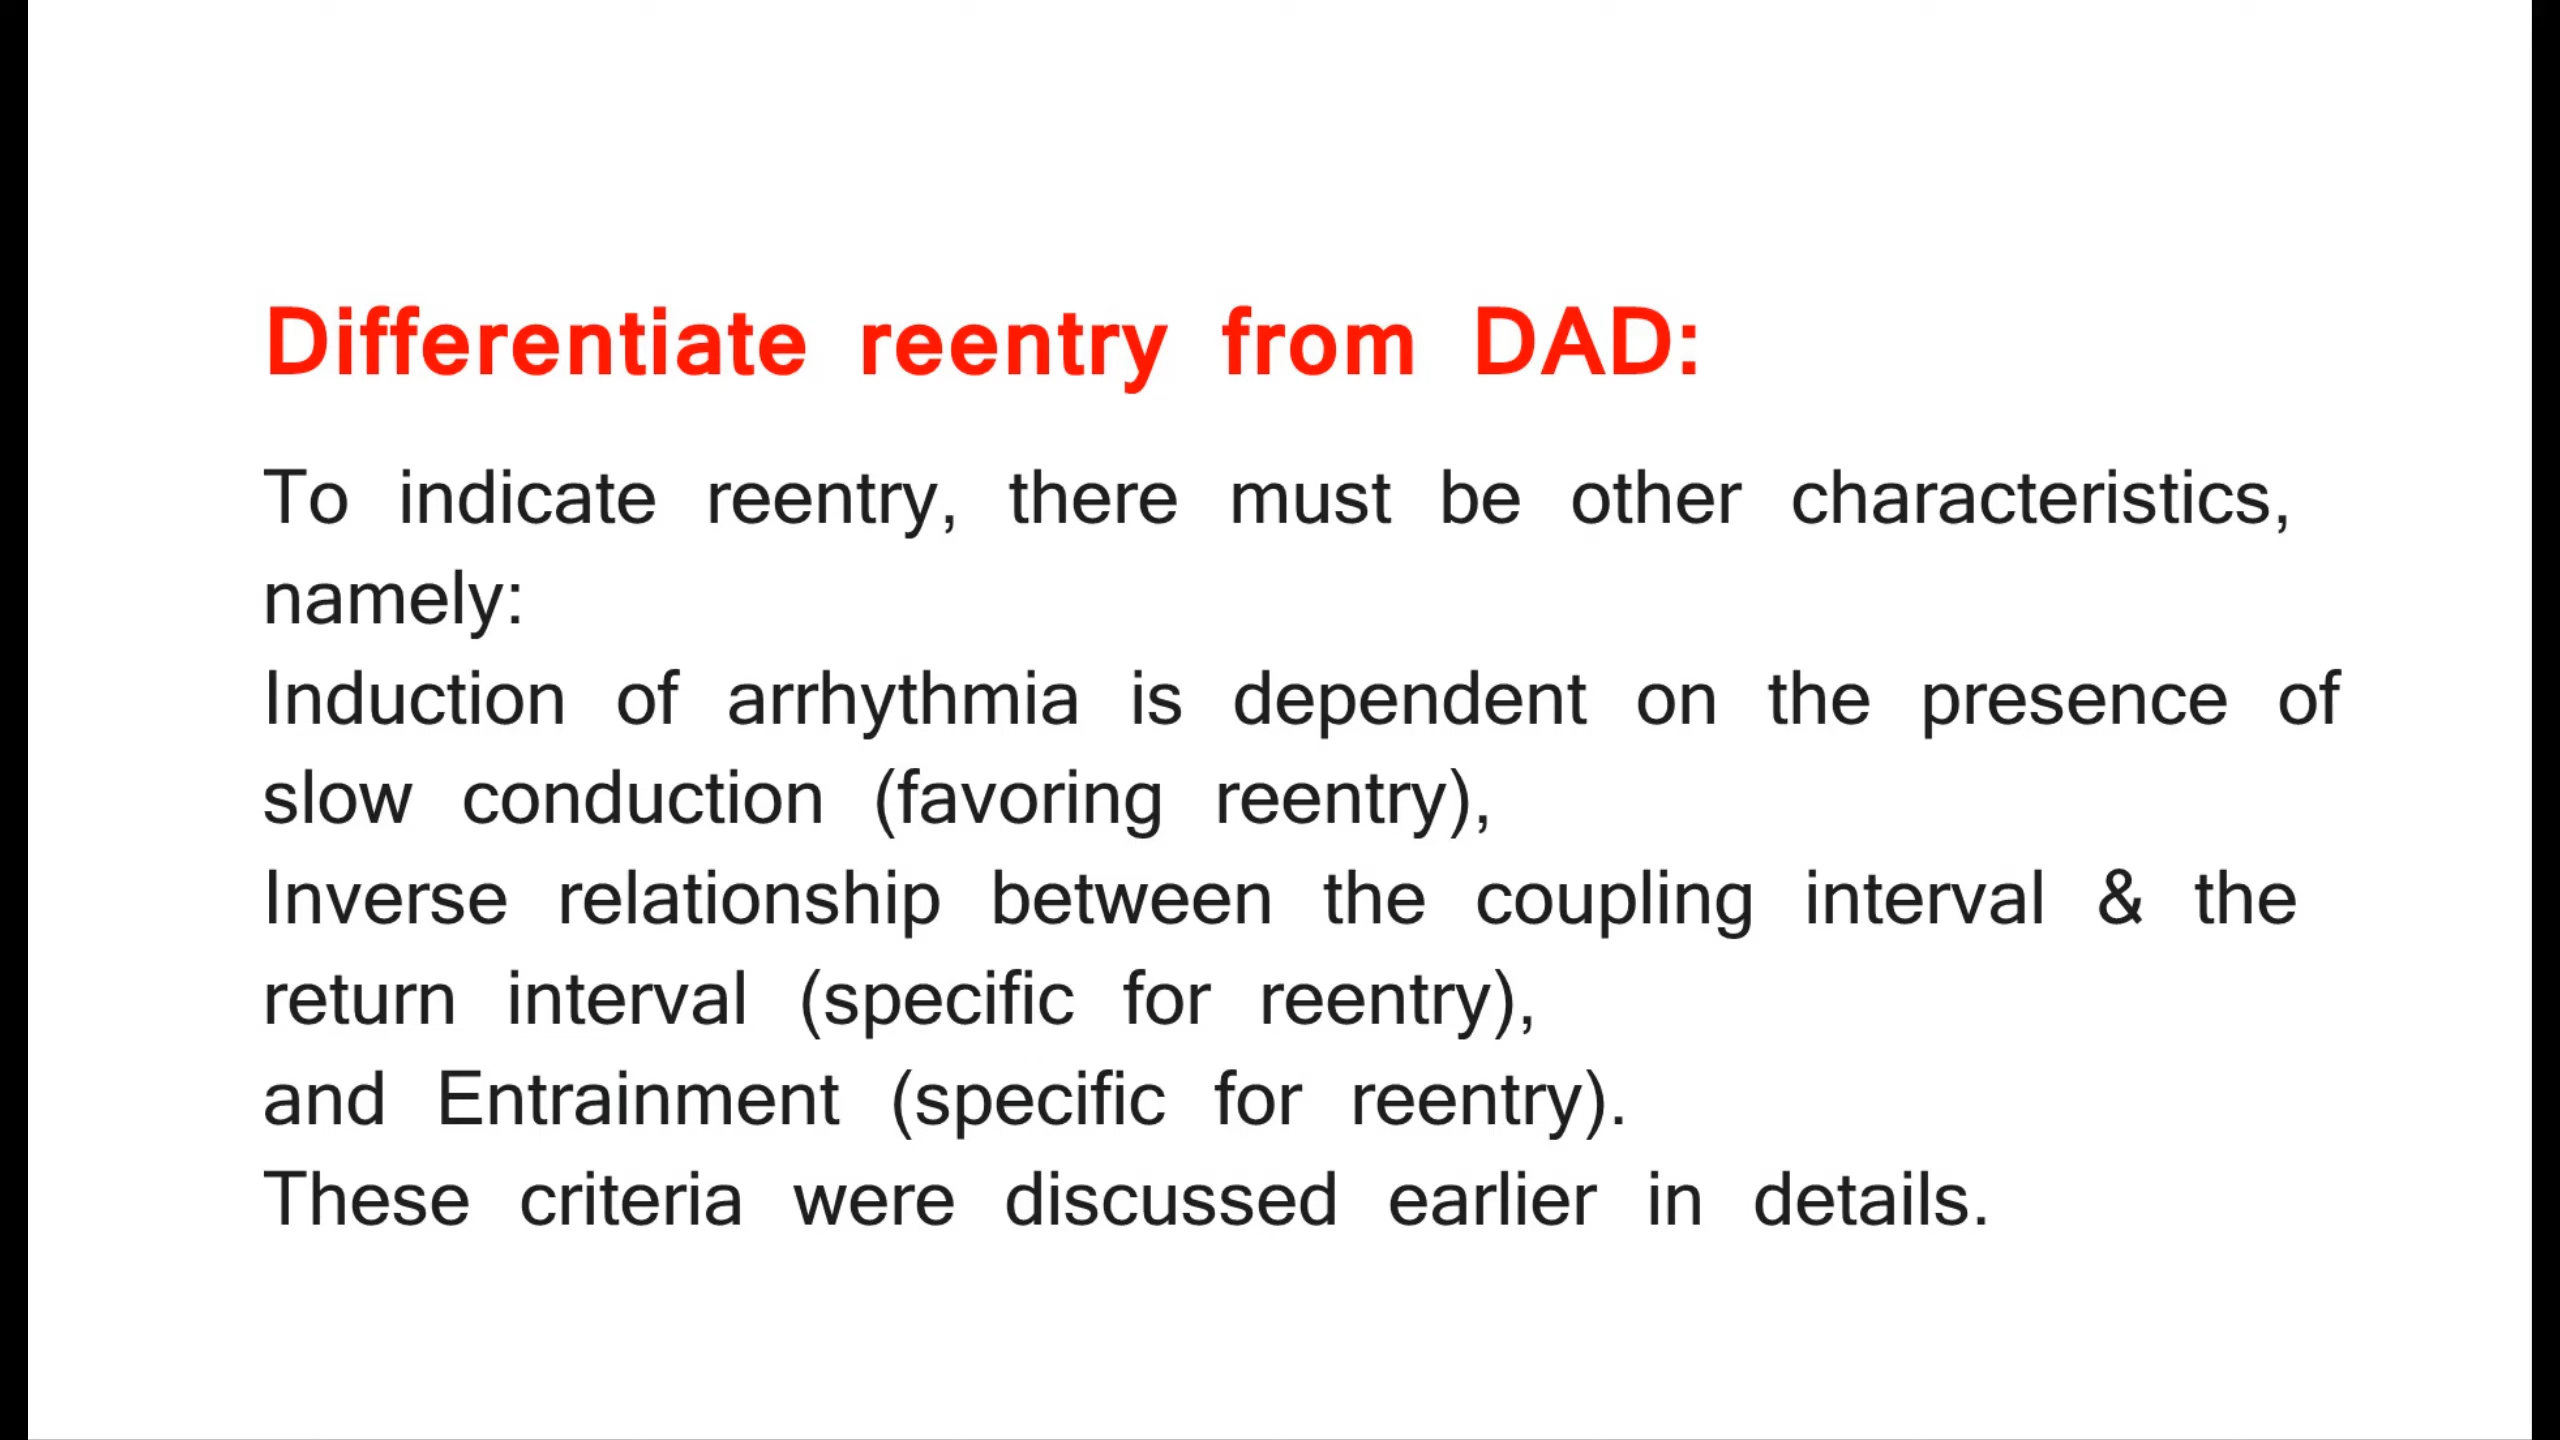 Differentiate reentry from DAD:
To indicate reentry, there must be other characteristics,
namely:
Induction of arrhythmia is dependent on the presence of
slow conduction (favoring reentry),
Inverse relationship between the coupling interval & the
return interval (specific for reentry),
and Entrainment (specific for reentry).
These criteria were discussed earlier in details.